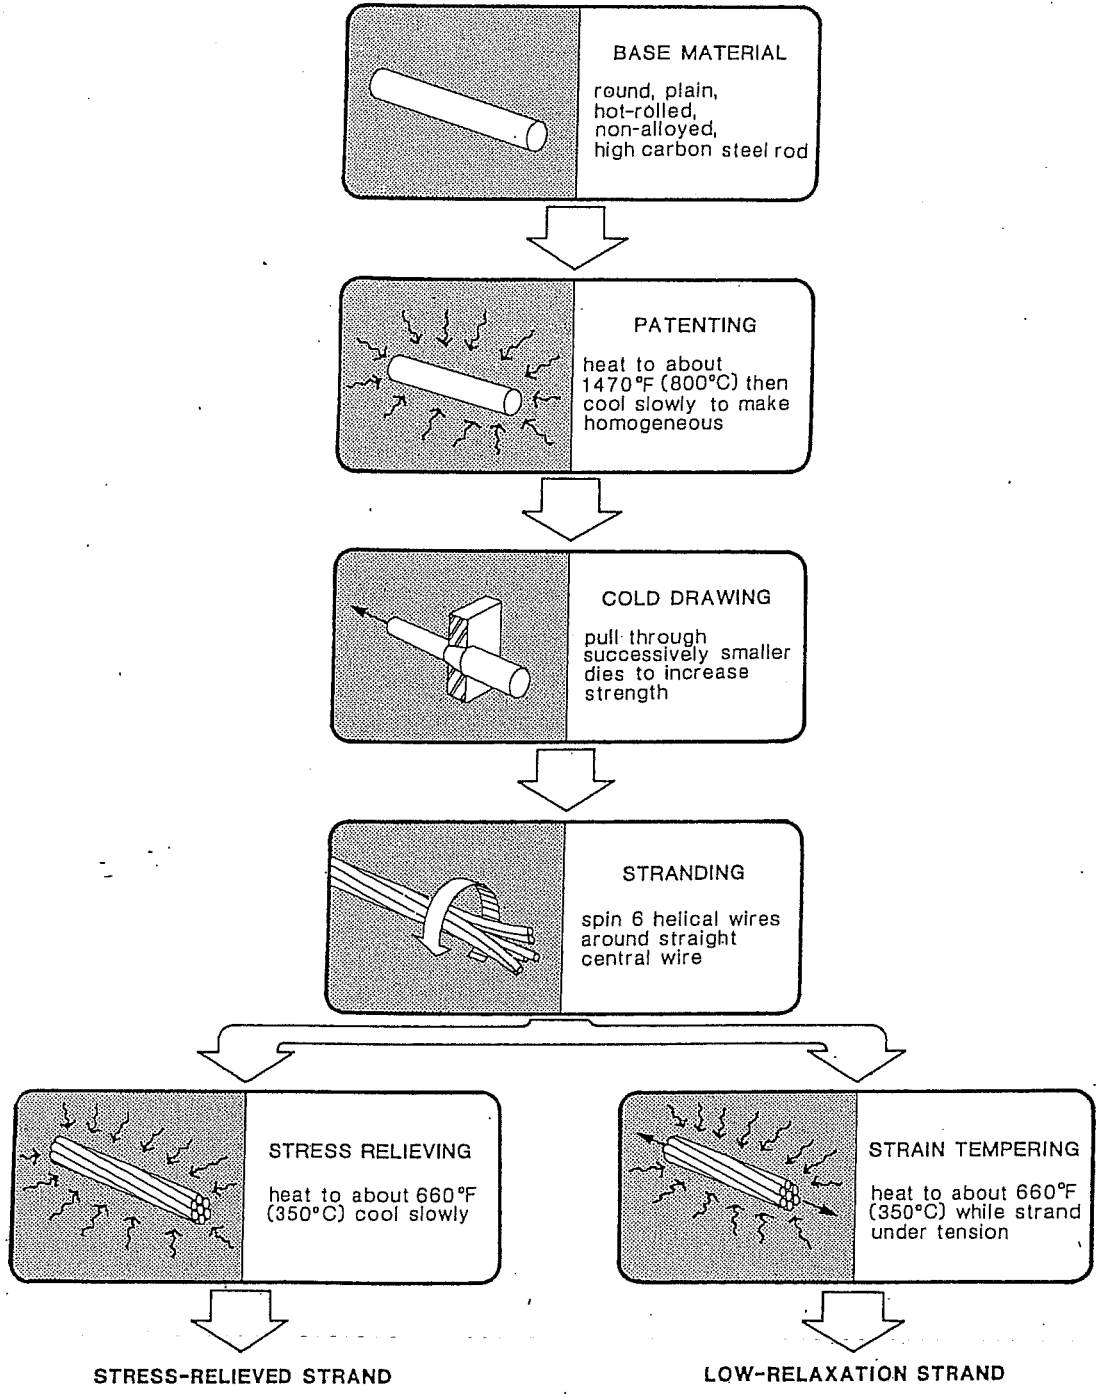 BASE MATERIAL
round, plain,
hot-rolled,
non-alloyed,
high carbon steel rod
PATENTING
heat to about
1470°F (800°C) then
cool slowly to make
homogeneous
COLD DRAWING
pull through
successively smaller
dies to increase
strength
STRANDING
spin 6 helical wires
around straight
central wire
STRESS RELIEVING
heat to about 660°F
(350°C) cool slowly
STRAIN TEMPERING
heat to about 660°F
(350°C) while strand
under tension
STRESS-RELIEVED STRAND
LOW-RELAXATION STRAND